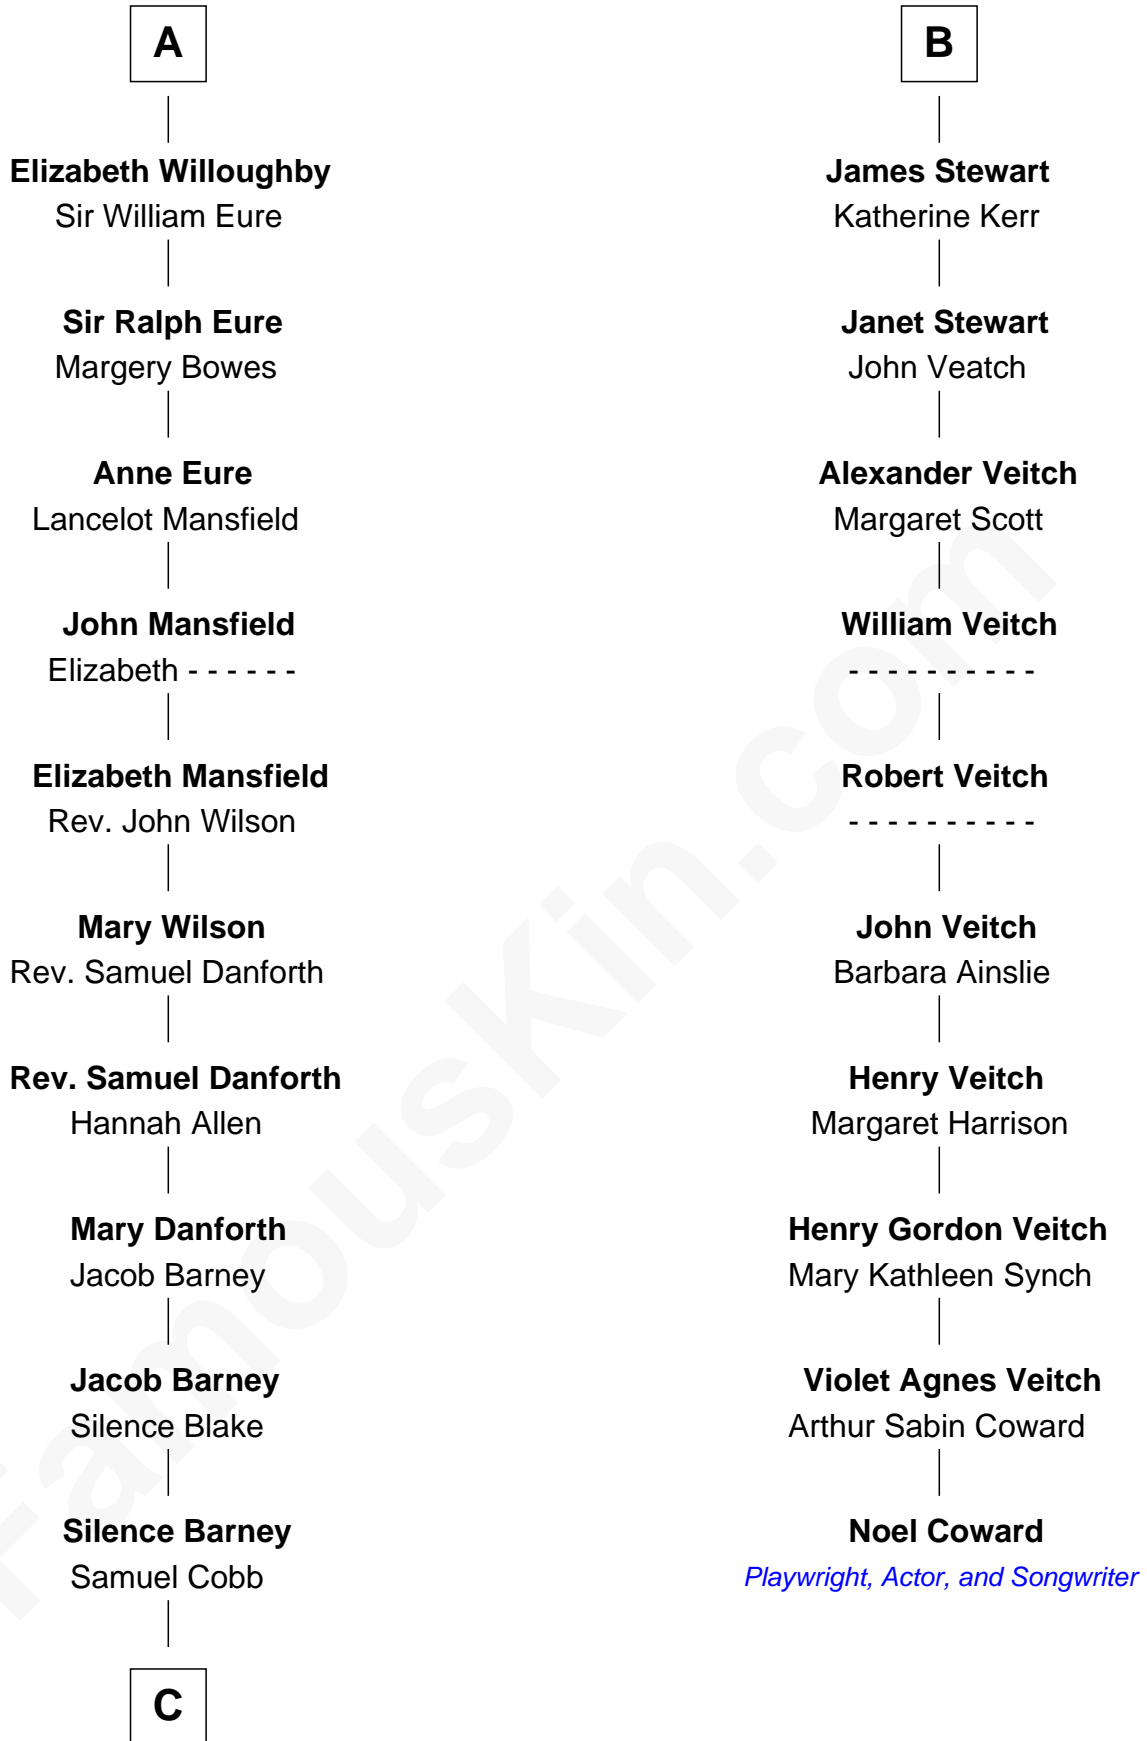 A
Elizabeth Willoughby
Sir William Eure
Sir Ralph Eure
Margery Bowes
Anne Eure
Lancelot Mansfield
John Mansfield
Elizabeth - - - - - -
Elizabeth Mansfield
Rev. John Wilson
Mary Wilson
Rev. Samuel Danforth
Rev. Samuel Danforth
Hannah Allen
Mary Danforth
Jacob Barney
Jacob Barney
Silence Blake
Silence Barney
Samuel Cobb
C
B
James Stewart
Katherine Kerr
Janet Stewart
John Veatch
Alexander Veitch
Margaret Scott
William Veitch
- - - - - - - - - -
Robert Veitch
- - - - - - - - - -
John Veitch
Barbara Ainslie
Henry Veitch
Margaret Harrison
Henry Gordon Veitch
Mary Kathleen Synch
Violet Agnes Veitch
Arthur Sabin Coward
Noel Coward
Playwright, Actor, and Songwriter
FamousKin.com